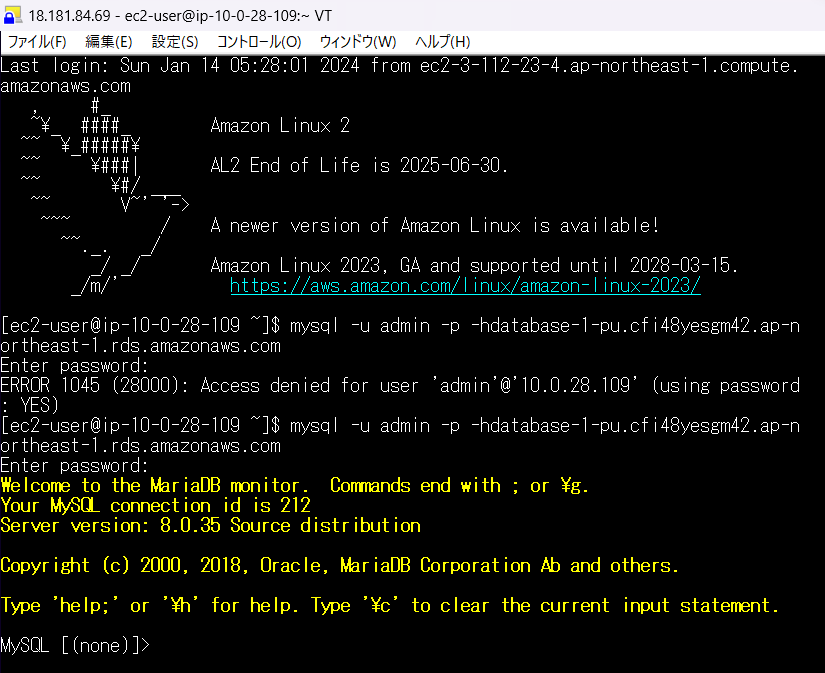 18.181.84.69 - ec2-user@ip-10-0-28-109:~ VT
ファイル(F) 編集(E) 設定(S) コントロール(O) ウィンドウ(W) ヘルプ(H)
Last login: Sun Jan 14 05:28:01 2024 from ec2-3-112-23-4.ap-northeast-1.compute.
amazonaws.com
   ,     #_
   ~¥_  ####_        Amazon Linux 2
  ~~  ¥_#####¥
  ~~     ¥###|       AL2 End of Life is 2025-06-30.
  ~~       ¥#/ ___
   ~~       V~' '->
    ~~~         /    A newer version of Amazon Linux is available!
      ~~._.   _/
         _/ _/       Amazon Linux 2023, GA and supported until 2028-03-15.
       _/m/'           https://aws.amazon.com/linux/amazon-linux-2023/
[ec2-user@ip-10-0-28-109 ~]$ mysql -u admin -p -hdatabase-1-pu.cfi48yesgm42.ap-n
ortheast-1.rds.amazonaws.com
Enter password:
ERROR 1045 (28000): Access denied for user 'admin'@'10.0.28.109' (using password
: YES)
[ec2-user@ip-10-0-28-109 ~]$ mysql -u admin -p -hdatabase-1-pu.cfi48yesgm42.ap-n
ortheast-1.rds.amazonaws.com
Enter password:
Welcome to the MariaDB monitor.  Commands end with ; or ¥g.
Your MySQL connection id is 212
Server version: 8.0.35 Source distribution
Copyright (c) 2000, 2018, Oracle, MariaDB Corporation Ab and others.
Type 'help;' or '¥h' for help. Type '¥c' to clear the current input statement.
MySQL [(none)]>